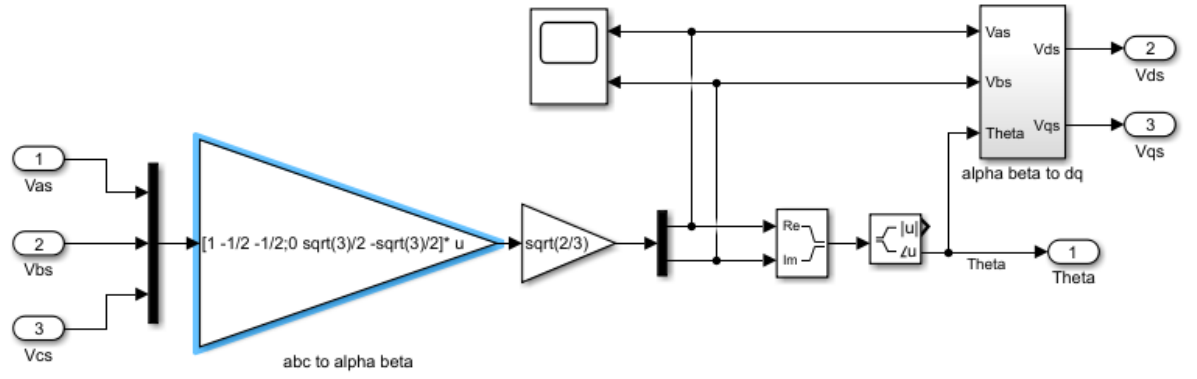 Vas
Vds
2
Vds
Vbs
Theta
Vqs
3
Vqs
alpha beta to dq
1
Vas
2
Vbs
3
Vcs
[1 -1/2 -1/2;0 sqrt(3)/2 -sqrt(3)/2]* u
abc to alpha beta
sqrt(2/3)
Re
Im
|u|
∠u
Theta
1
Theta